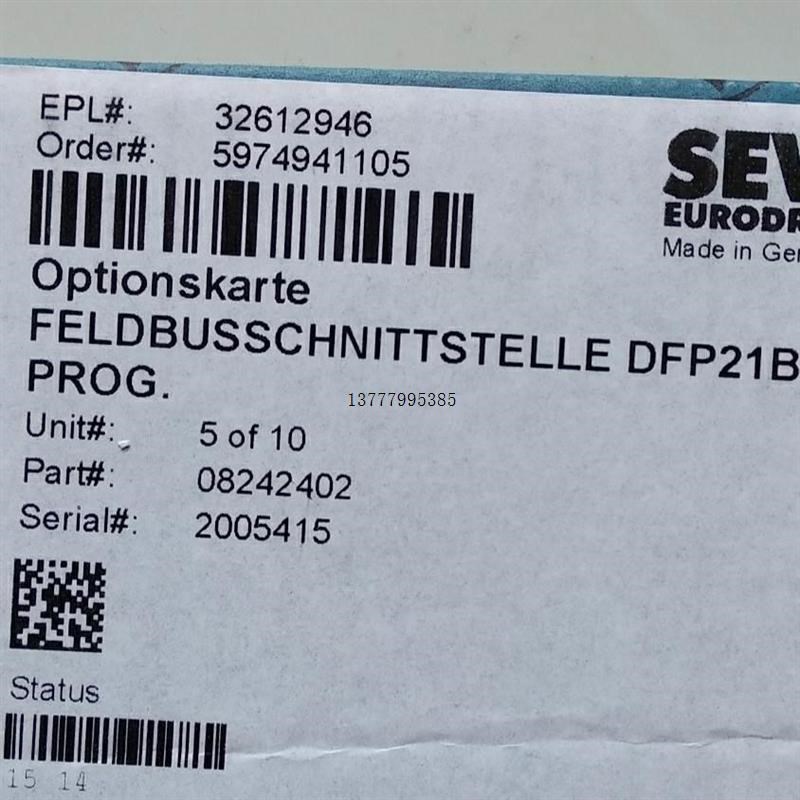 EPL#: 32612946
Order#: 5974941105
SEW
EURODR
Made in Ger
Optionskarte
FELDBUSSCHNITTSTELLE DFP21B
PROG.
13777995385
Unit#: 5 of 10
Part#: 08242402
Serial#: 2005415
Status
15 14